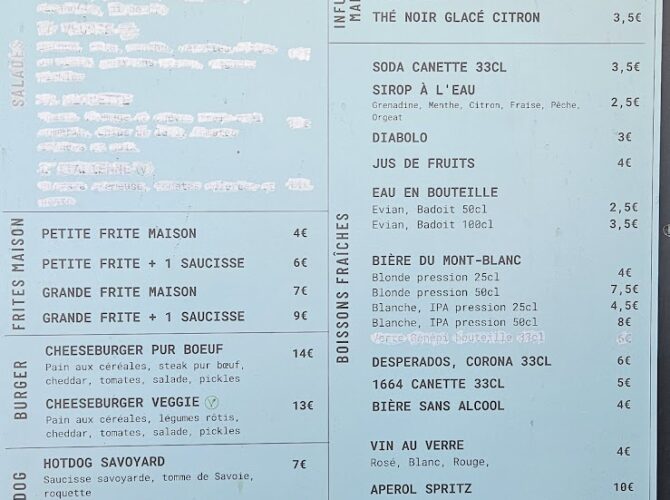 SALADES
FRITES MAISON
PETITE FRITE MAISON 4€
PETITE FRITE + 1 SAUCISSE 6€
GRANDE FRITE MAISON 7€
GRANDE FRITE + 1 SAUCISSE 9€
BURGER
CHEESEBURGER PUR BOEUF 14€
Pain aux céréales, steak pur bœuf,
cheddar, tomates, salade, pickles
CHEESEBURGER VEGGIE V 13€
Pain aux céréales, légumes rôtis,
cheddar, tomates, salade, pickles
DOG
HOTDOG SAVOYARD 7€
Saucisse savoyarde, tomme de Savoie,
roquette
INFU
MAI
THÉ NOIR GLACÉ CITRON 3,5€
BOISSONS FRAÎCHES
SODA CANETTE 33CL 3,5€
SIROP À L'EAU 2,5€
Grenadine, Menthe, Citron, Fraise, Pêche,
Orgeat
DIABOLO 3€
JUS DE FRUITS 4€
EAU EN BOUTEILLE
Evian, Badoit 50cl 2,5€
Evian, Badoit 100cl 3,5€
BIÈRE DU MONT-BLANC
Blonde pression 25cl 4€
Blonde pression 50cl 7,5€
Blanche, IPA pression 25cl 4,5€
Blanche, IPA pression 50cl 8€
DESPERADOS, CORONA 33CL 6€
1664 CANETTE 33CL 5€
BIÈRE SANS ALCOOL 4€
VIN AU VERRE 4€
Rosé, Blanc, Rouge,
APEROL SPRITZ 10€